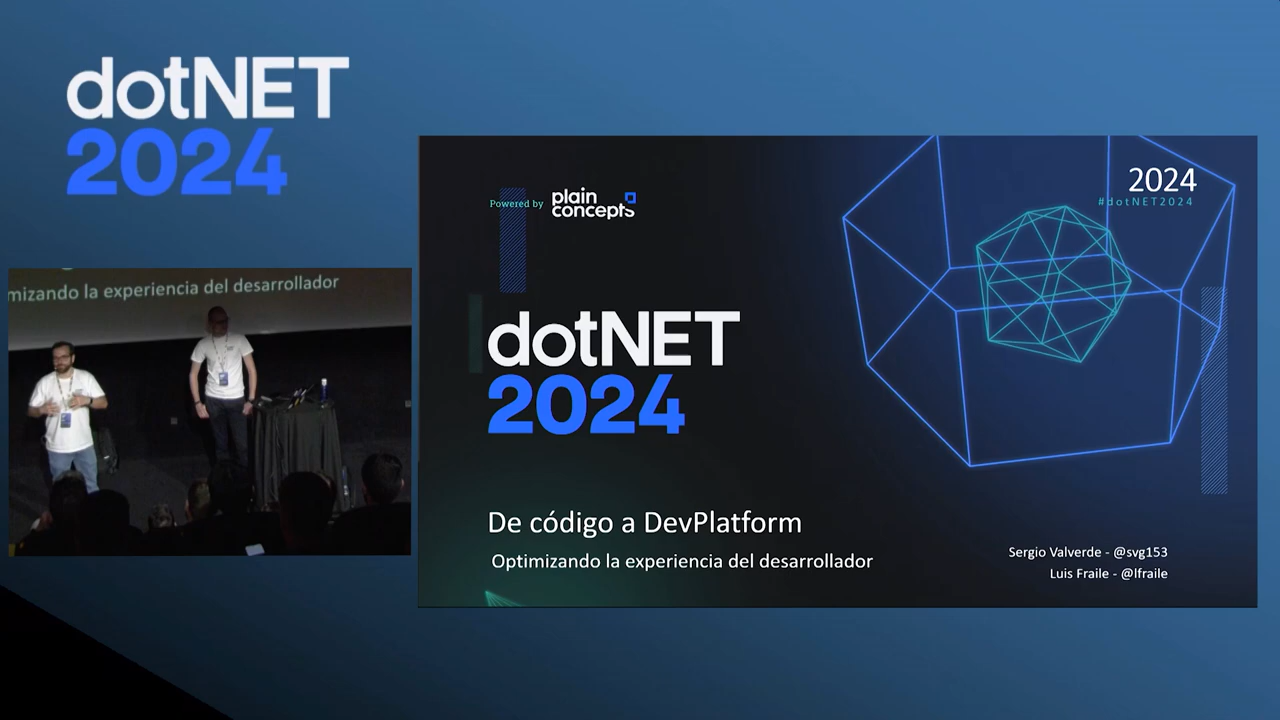 dotNET
2024
mizando la experiencia del desarrollador
Powered by
plain
concepts
2024
#dotNET2024
dotNET
2024
De código a DevPlatform
Optimizando la experiencia del desarrollador
Sergio Valverde - @svg153
Luis Fraile - @lfraile